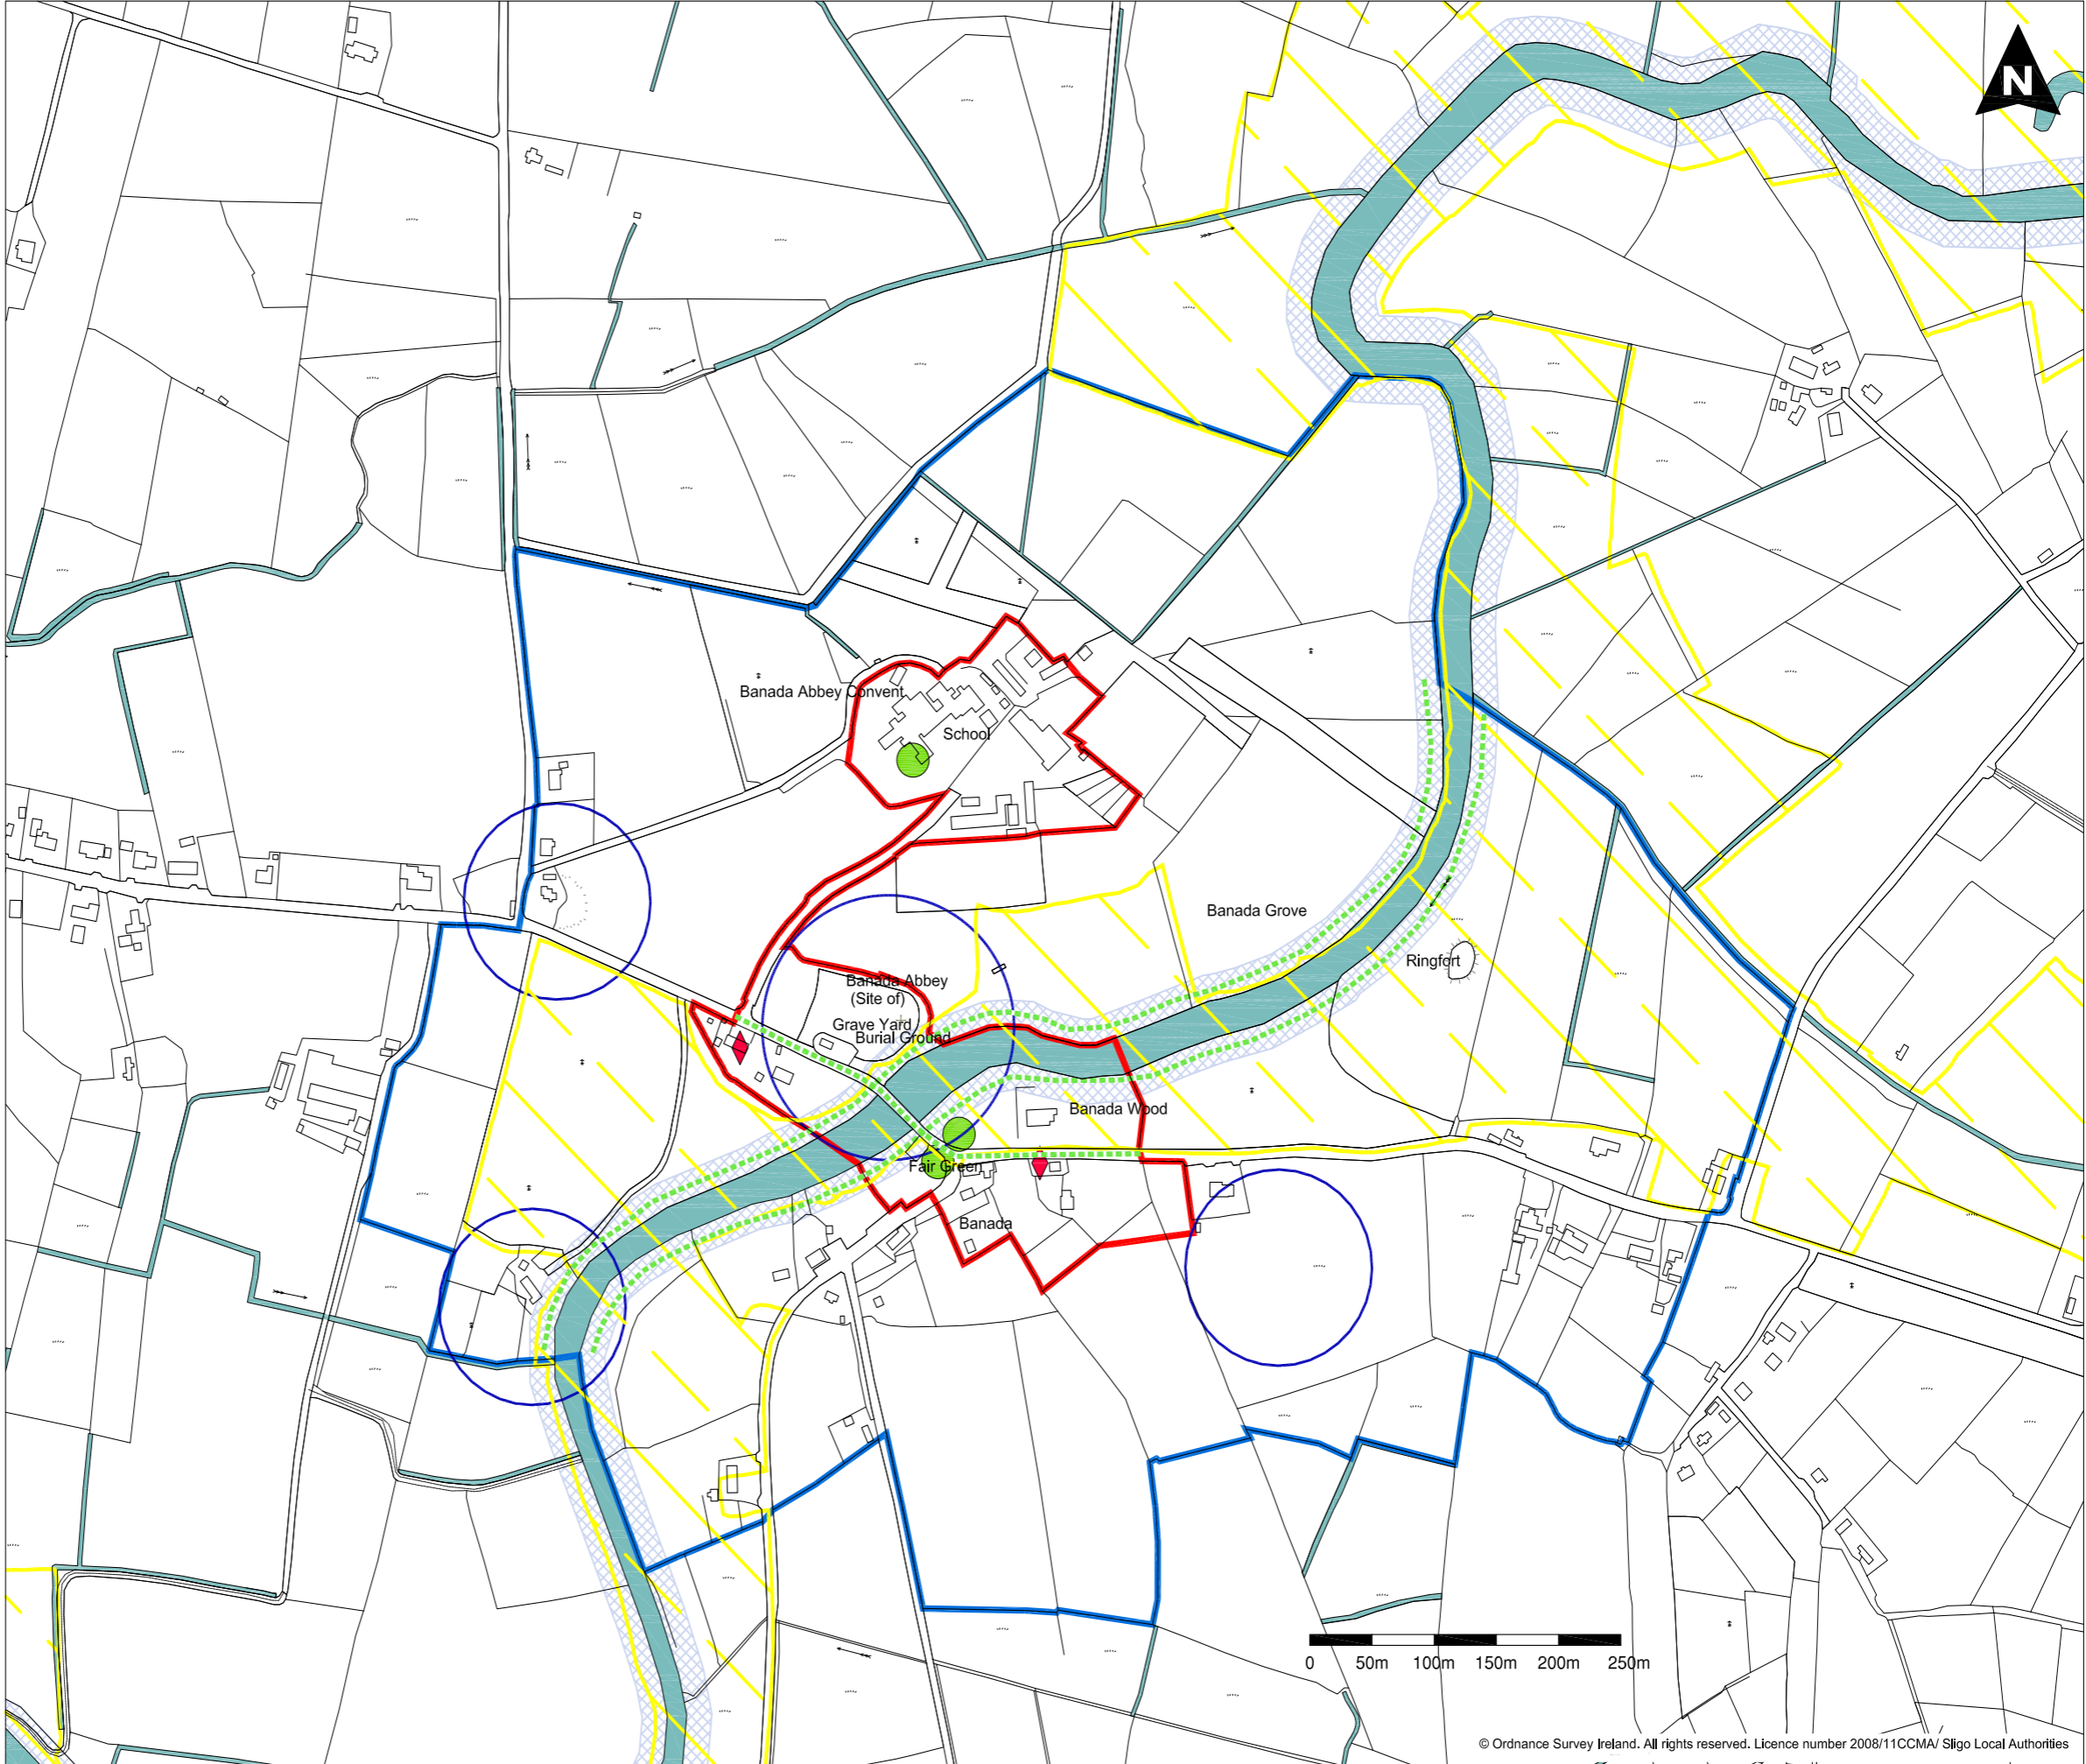 N
Banada Abbey Convent
School
Banada Grove
Ringfort
Banada Abbey
(Site of)
Grave Yard
Burial Ground
Banada Wood
Fair Green
Banada
0 50m 100m 150m 200m 250m
© Ordnance Survey Ireland. All rights reserved. Licence number 2008/11CCMA/ Sligo Local Authorities